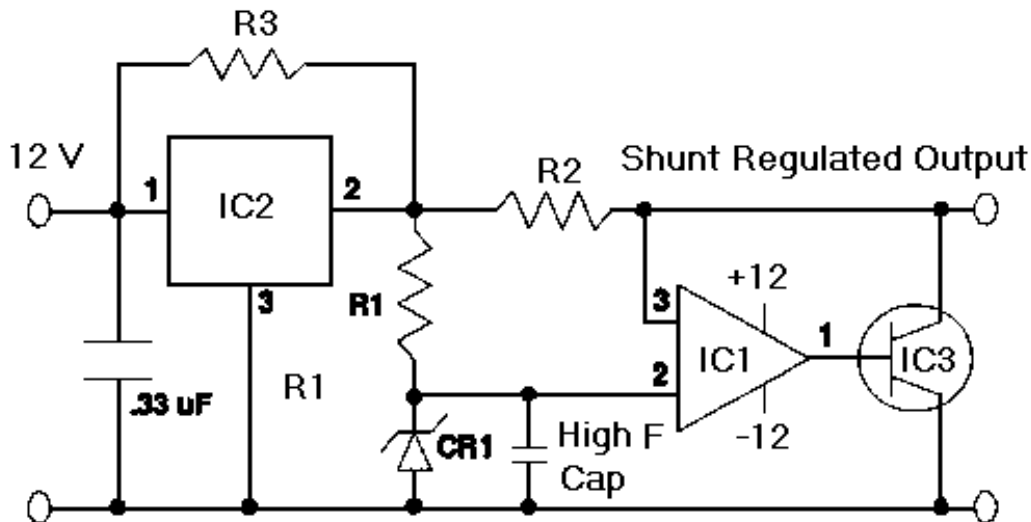 R3
12 V
1
IC2
2
R2
Shunt Regulated Output
3
R1
3
+12
IC1
1
IC3
2
.33 uF
R1
CR1
High F
Cap
-12